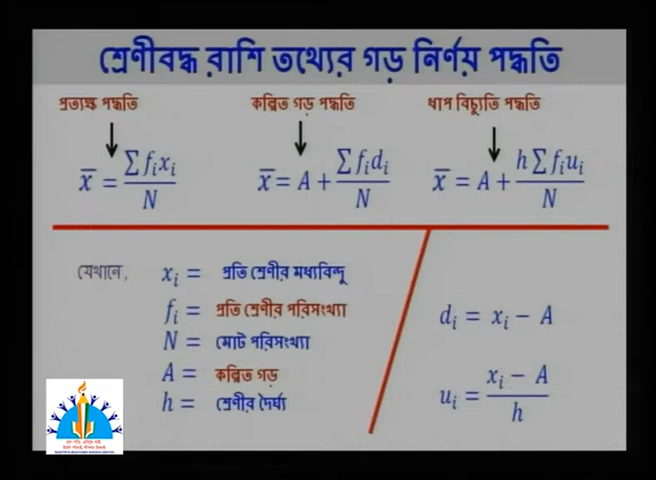 শ্রেণীবদ্ধ রাশি তথ্যের গড় নির্ণয় পদ্ধতি
প্রত্যক্ষ পদ্ধতি কল্পিত গড় পদ্ধতি ধাপ বিচ্যুতি পদ্ধতি
x̅ = ∑ fᵢxᵢ / N x̅ = A + ∑ fᵢdᵢ / N x̅ = A + h ∑ fᵢuᵢ / N
যেখানে, xᵢ = প্রতি শ্রেণীর মধ্যবিন্দু
fᵢ = প্রতি শ্রেণীর পরিসংখ্যা
N = মোট পরিসংখ্যা
A = কল্পিত গড়
h = শ্রেণীর দৈর্ঘ্য
dᵢ = xᵢ − A
uᵢ = xᵢ − A / h